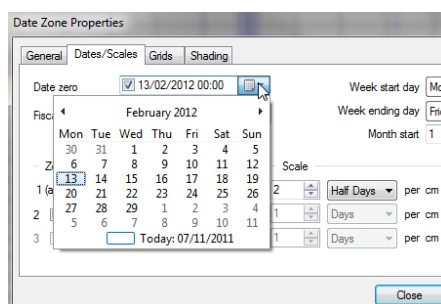 Date Zone Properties
General Dates/Scales Grids Shading
Date zero 13/02/2012 00:00 Week start day Mo
Fisca Week ending day Frid
February 2012 Month start 1
Mon Tue Wed Thu Fri Sat Sun
30 31 1 2 3 4 5
6 7 8 9 10 11 12
13 14 15 16 17 18 19
20 21 22 23 24 25 26
27 28 29 1 2 3 4
5 6 7 8 9 10 11
Today: 07/11/2011
Scale
1 (a 2 Half Days per cm
2 1 Days per cm
3 1 Days per cm
Close